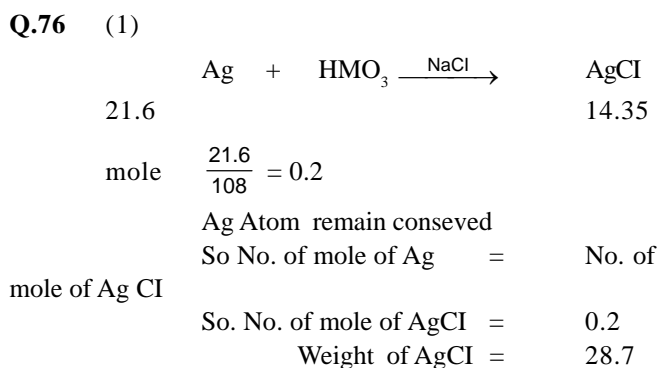 Q.76 (1)
Ag + HMO₃ —NaCI→ AgCI
21.6 14.35
mole 21.6/108 = 0.2
Ag Atom remain conseved
So No. of mole of Ag = No. of
mole of Ag CI
So. No. of mole of AgCI = 0.2
Weight of AgCI = 28.7